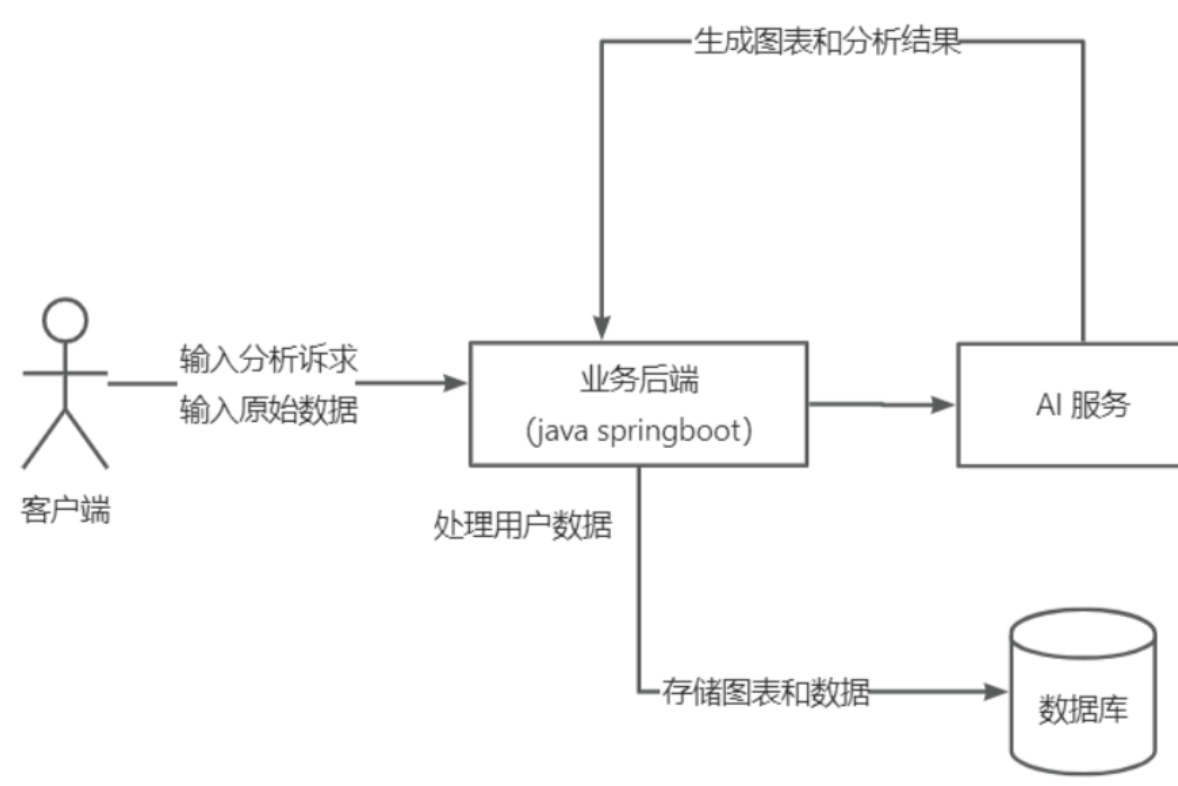 生成图表和分析结果
输入分析诉求
输入原始数据
业务后端
（java springboot）
AI 服务
客户端
处理用户数据
存储图表和数据
数据库